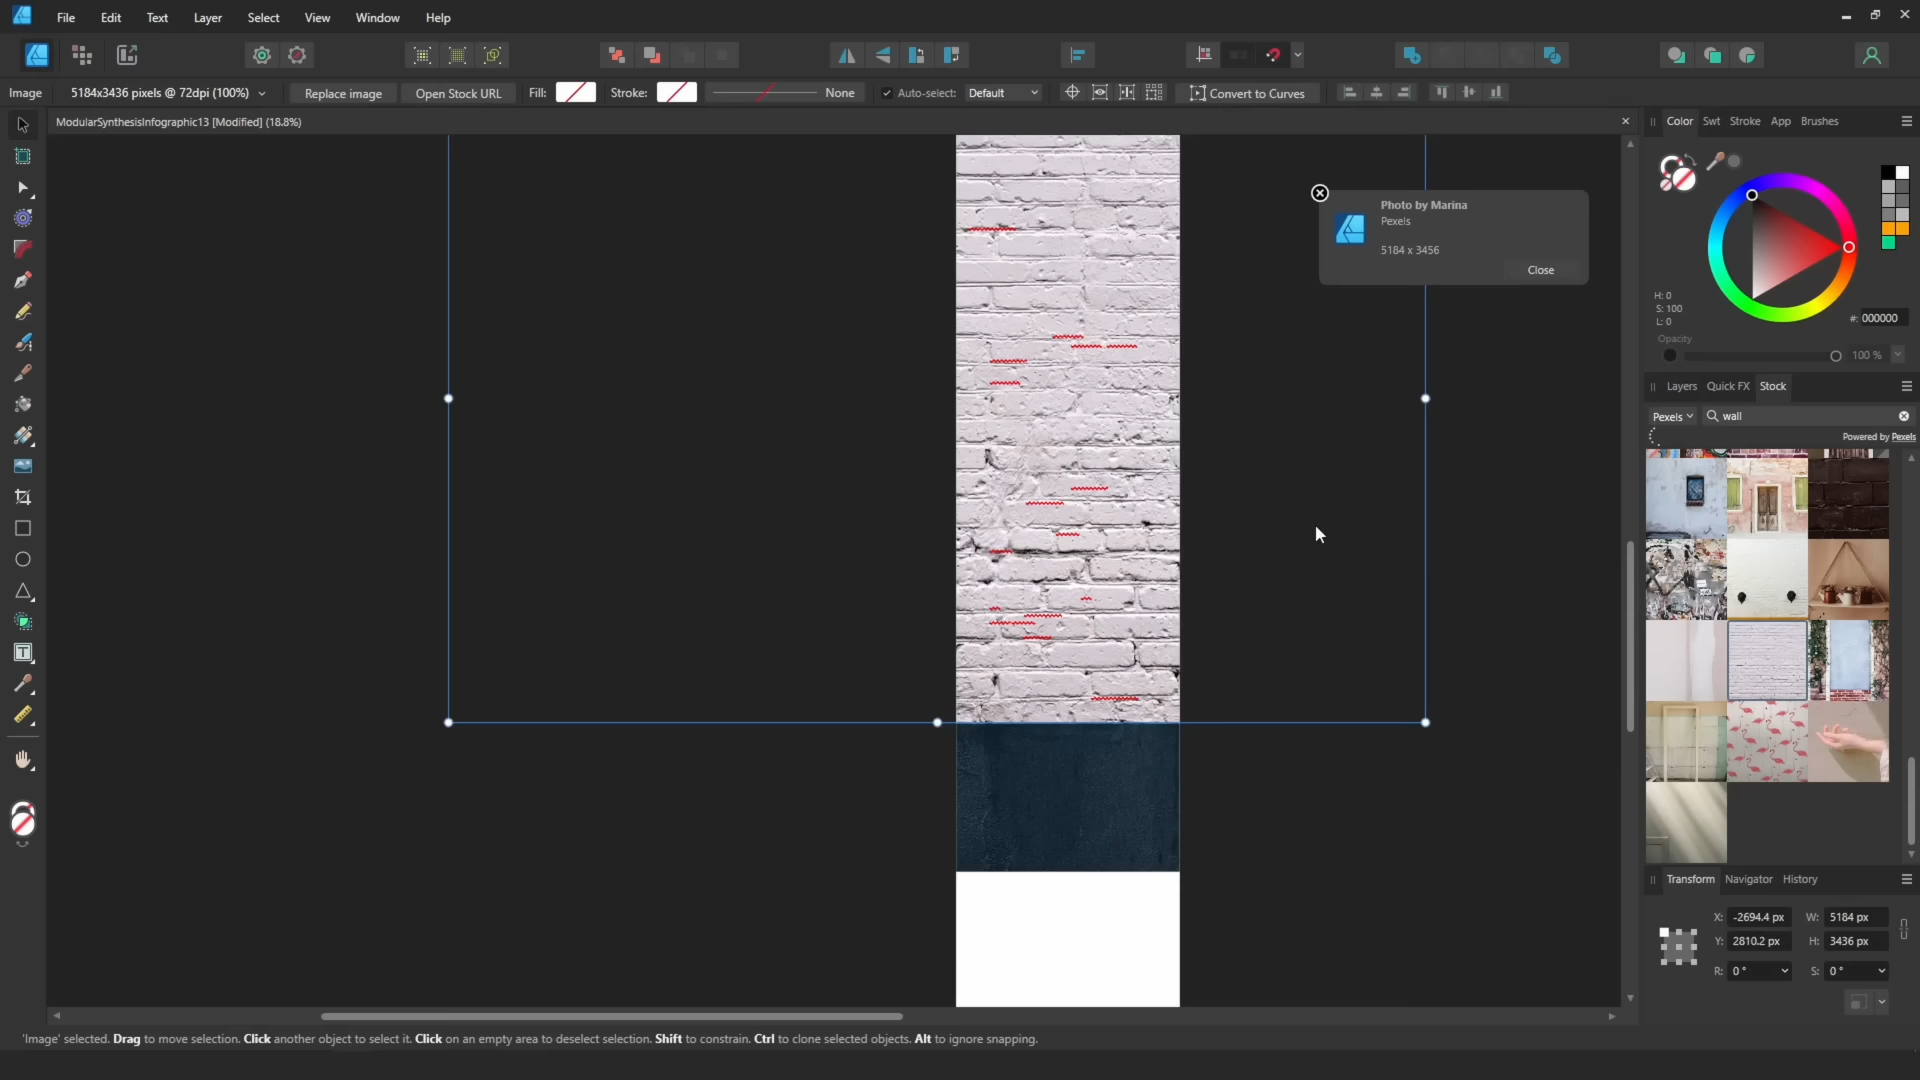 File Edit Text Layer Select View Window Help
Image 5184x3436 pixels @ 72dpi (100%) Replace image Open Stock URL Fill: Stroke: None Auto-select: Default Convert to Curves
ModularSynthesisInfographic13 [Modified] (18.8%)
Color Swt Stroke App Brushes
Photo by Marina
Pexels
5184 x 3456
Close
H: 0
S: 100
L: 0
#: 000000
Opacity
100 %
Layers Quick FX Stock
Pexels wall
Powered by Pexels
Transform Navigator History
X: -2694.4 px W: 5184 px
Y: 2810.2 px H: 3436 px
R: 0 ° S: 0 °
'Image' selected. Drag to move selection. Click another object to select it. Click on an empty area to deselect selection. Shift to constrain. Ctrl to clone selected objects. Alt to ignore snapping.